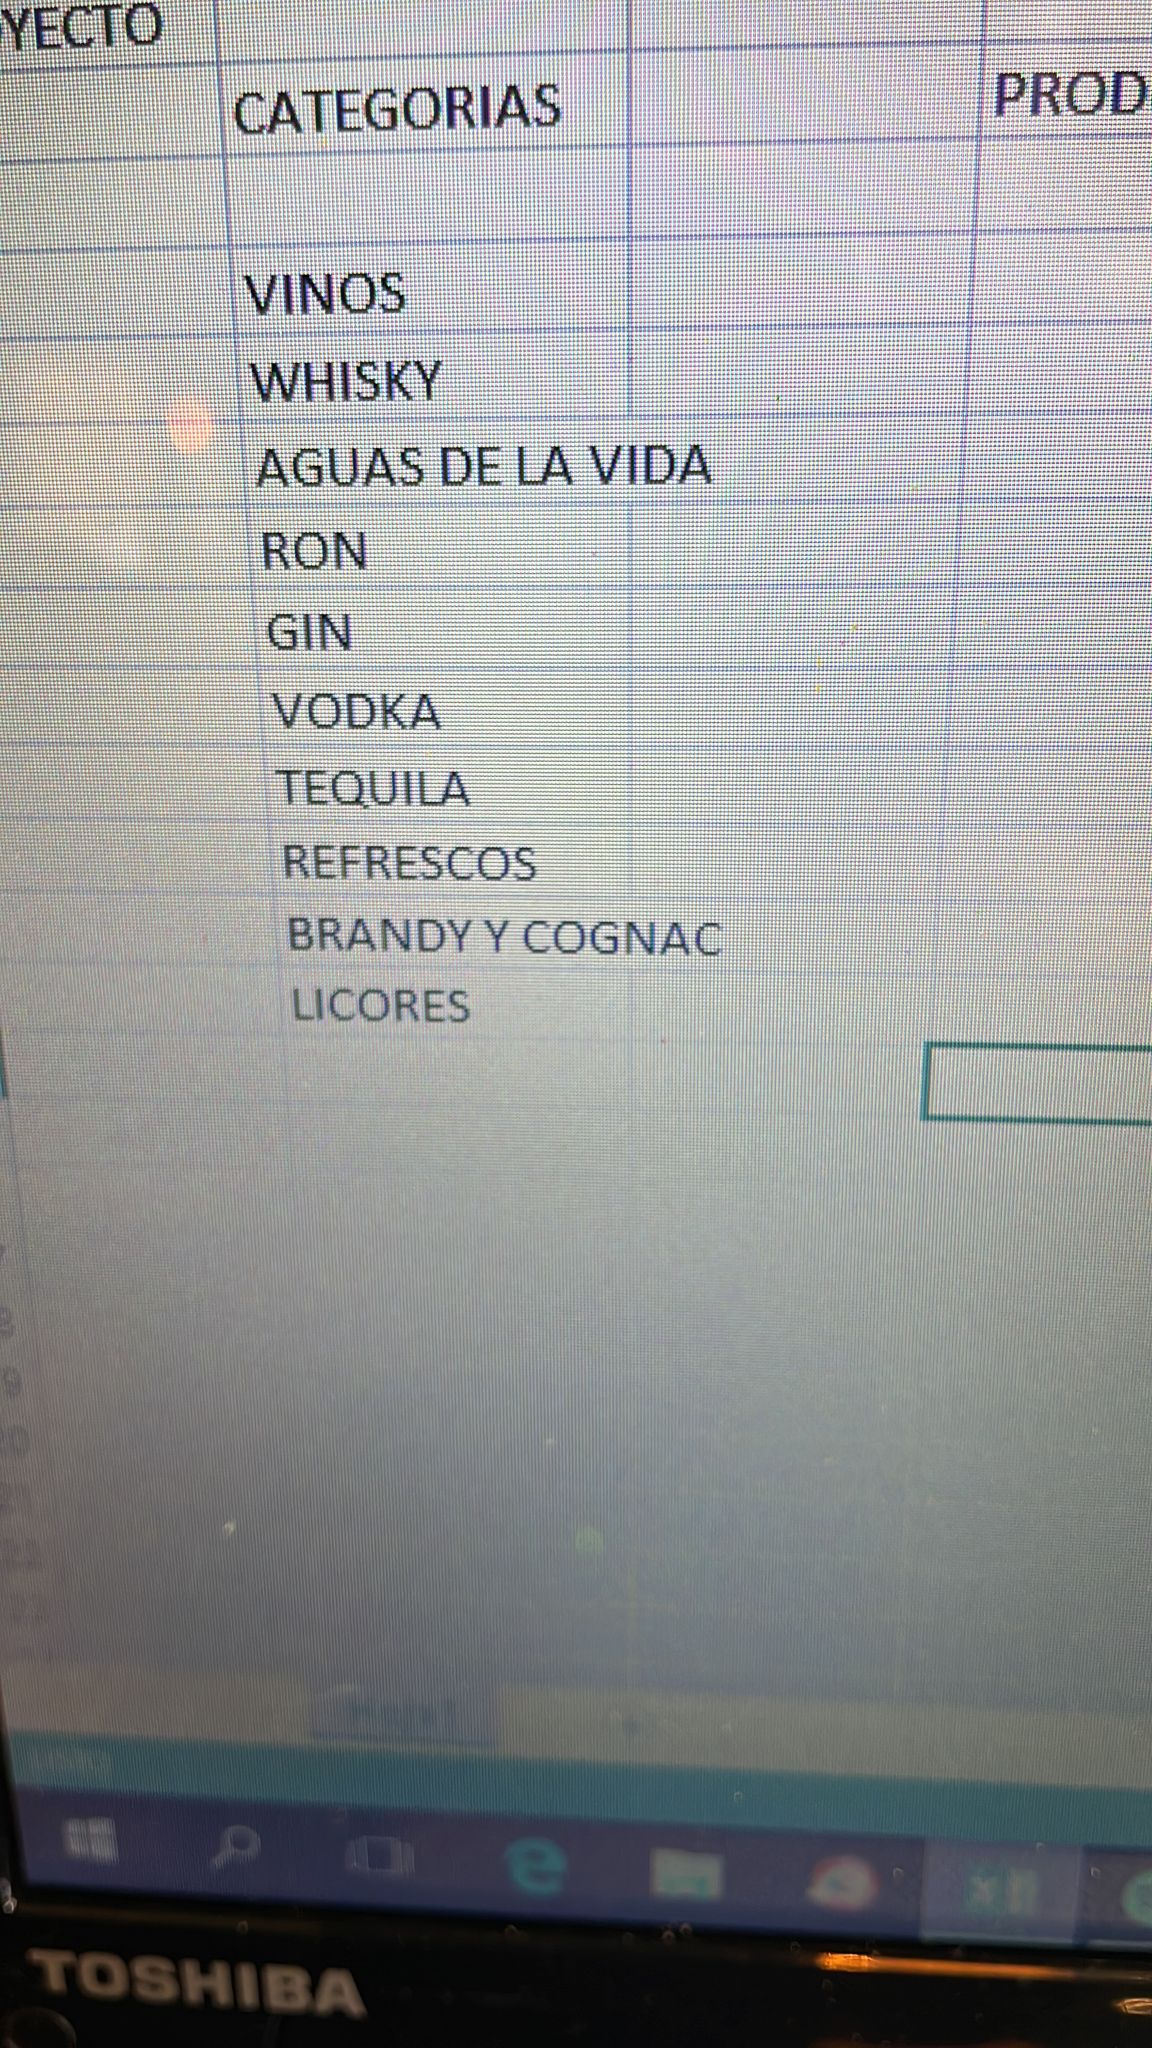 YECTO
CATEGORIAS PROD
VINOS
WHISKY
AGUAS DE LA VIDA
RON
GIN
VODKA
TEQUILA
REFRESCOS
BRANDY Y COGNAC
LICORES
TOSHIBA